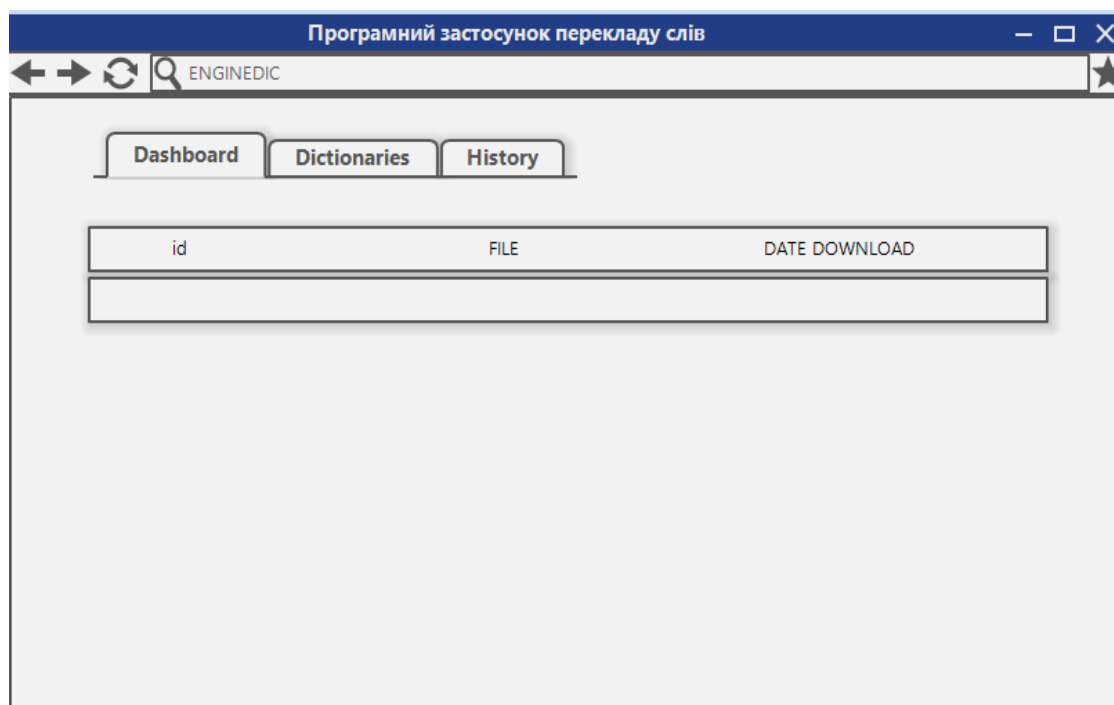 Програмний застосунок перекладу слів
ENGINEDIC
Dashboard Dictionaries History
id FILE DATE DOWNLOAD